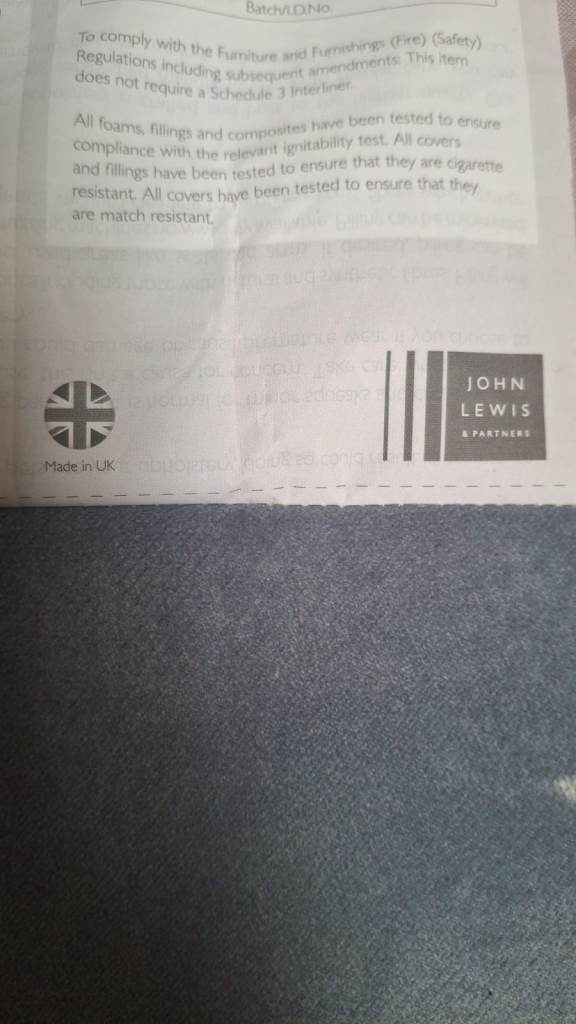 Batch/I.D.No.
To comply with the Furniture and Furnishings (Fire) (Safety)
Regulations including subsequent amendments: This item
does not require a Schedule 3 Interliner.
All foams, fillings and composites have been tested to ensure
compliance with the relevant ignitability test. All covers
and fillings have been tested to ensure that they are cigarette
resistant. All covers have been tested to ensure that they
are match resistant.
JOHN
LEWIS
& PARTNERS
Made in UK